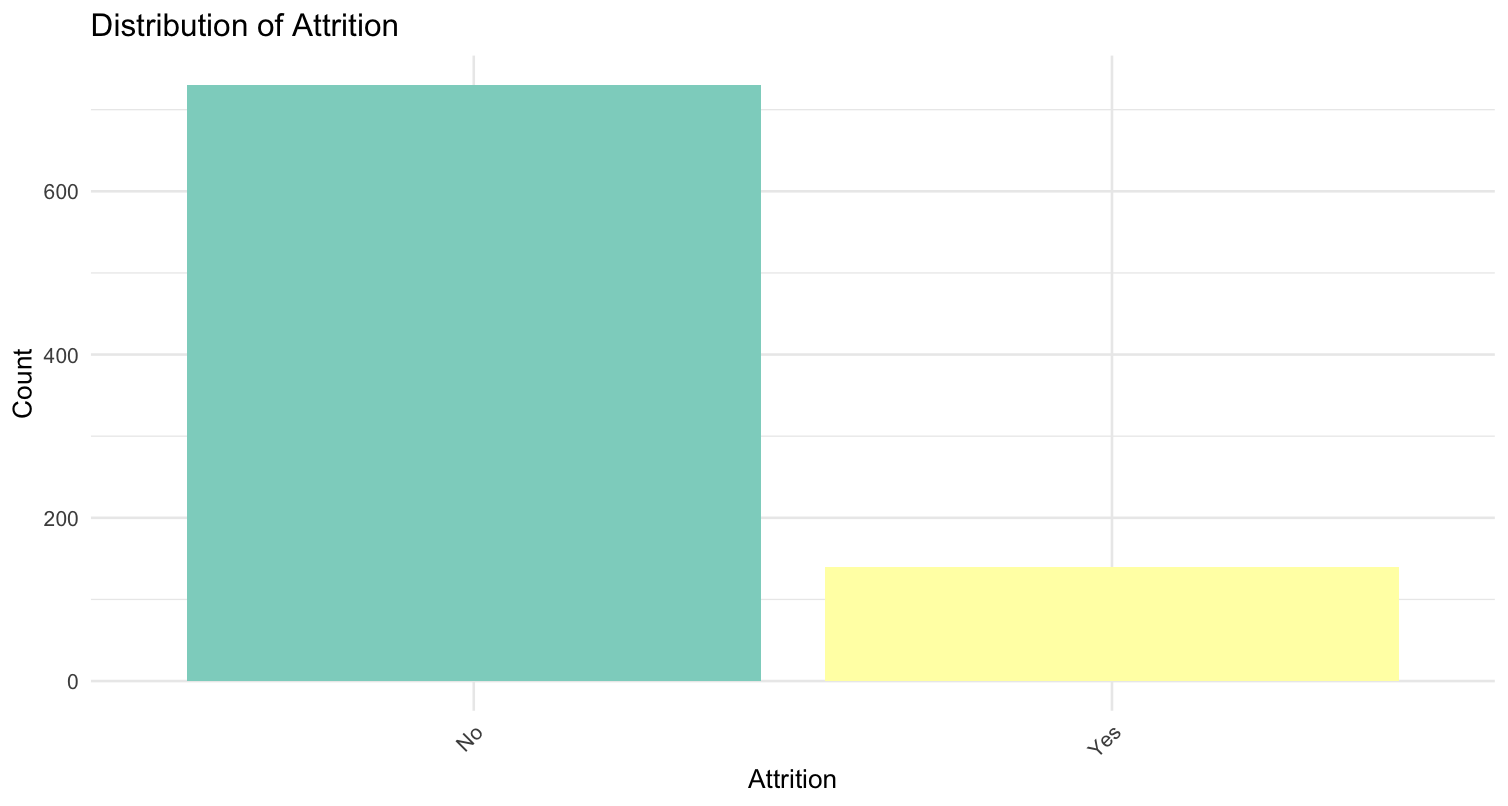 Distribution of Attrition
Count
600
400
200
0
No
Yes
Attrition